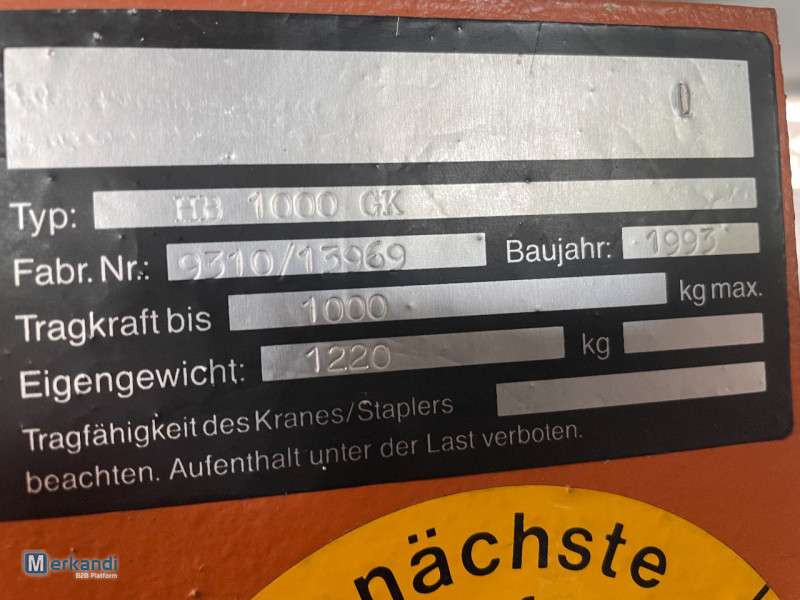 Typ: HB 1000 GK
Fabr. Nr.: 9310/13969 Baujahr: 1993
Tragkraft bis 1000 kg max.
Eigengewicht: 1220 kg
Tragfähigkeit des Kranes/Staplers
beachten. Aufenthalt unter der Last verboten.
nächste
Merkandi
B2B Platform